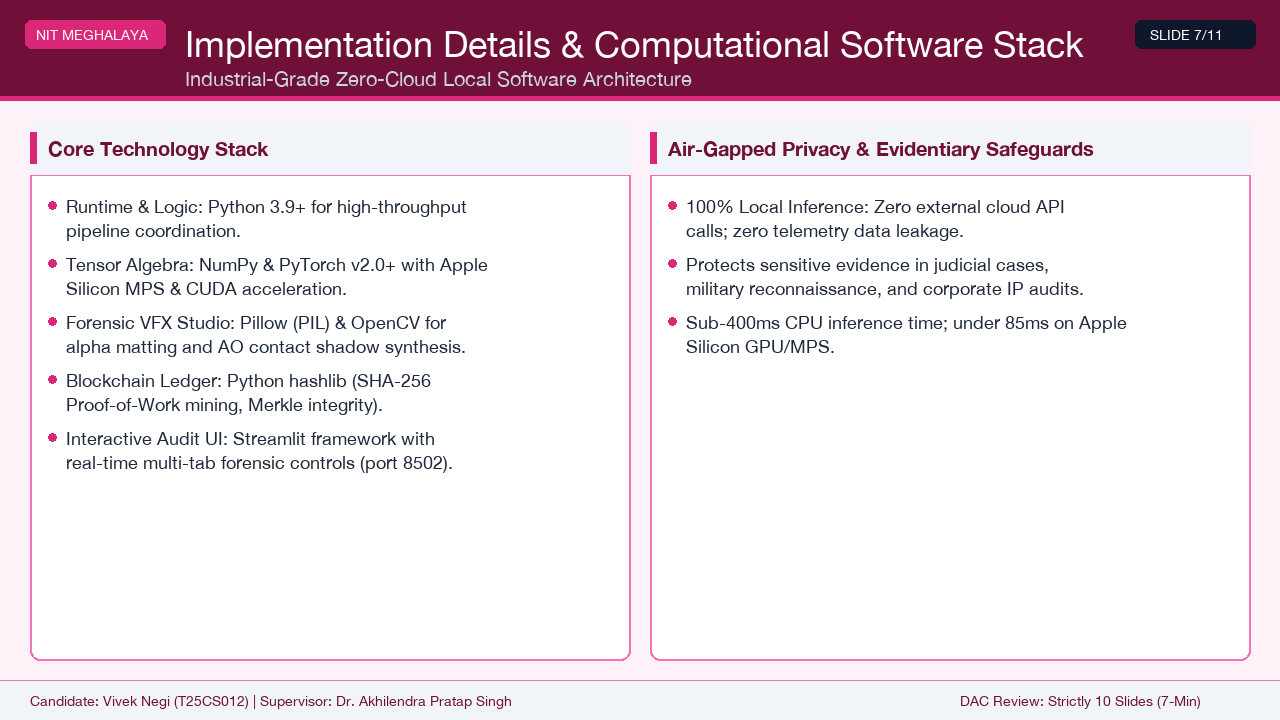 NIT MEGHALAYA
Implementation Details & Computational Software Stack
SLIDE 7/11
Industrial-Grade Zero-Cloud Local Software Architecture
Core Technology Stack
Runtime & Logic: Python 3.9+ for high-throughput
pipeline coordination.
Tensor Algebra: NumPy & PyTorch v2.0+ with Apple
Silicon MPS & CUDA acceleration.
Forensic VFX Studio: Pillow (PIL) & OpenCV for
alpha matting and AO contact shadow synthesis.
Blockchain Ledger: Python hashlib (SHA-256
Proof-of-Work mining, Merkle integrity).
Interactive Audit UI: Streamlit framework with
real-time multi-tab forensic controls (port 8502).
Air-Gapped Privacy & Evidentiary Safeguards
100% Local Inference: Zero external cloud API
calls; zero telemetry data leakage.
Protects sensitive evidence in judicial cases,
military reconnaissance, and corporate IP audits.
Sub-400ms CPU inference time; under 85ms on Apple
Silicon GPU/MPS.
Candidate: Vivek Negi (T25CS012) | Supervisor: Dr. Akhilendra Pratap Singh
DAC Review: Strictly 10 Slides (7-Min)